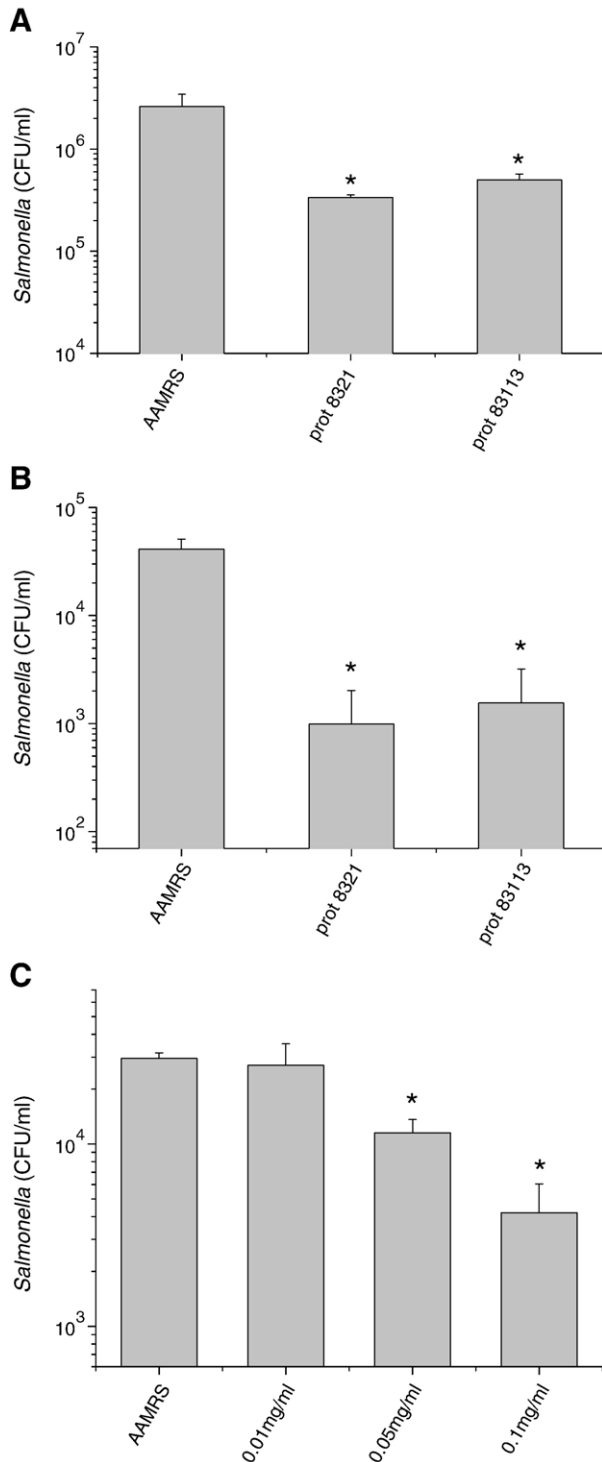 A
10^7
10^6
10^5
10^4
Salmonella (CFU/ml)
*
*
AAMRS
prot 8321
prot 83113
B
10^5
10^4
10^3
10^2
Salmonella (CFU/ml)
*
*
AAMRS
prot 8321
prot 83113
C
10^4
10^3
Salmonella (CFU/ml)
*
*
AAMRS
0.01mg/ml
0.05mg/ml
0.1mg/ml